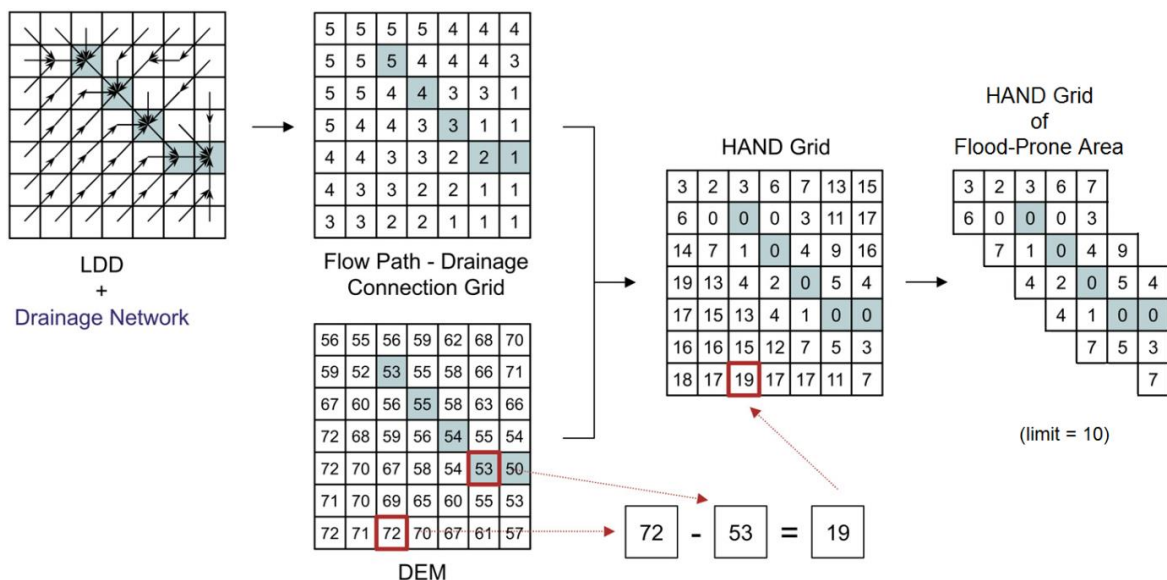 5 5 5 5 4 4 4
5 5 5 4 4 4 3
5 5 4 4 3 3 1
5 4 4 3 3 1 1
4 4 3 3 2 2 1
4 3 3 2 2 1 1
3 3 2 2 1 1 1
LDD
+
Drainage Network
Flow Path - Drainage
Connection Grid
56 55 56 59 62 68 70
59 52 53 55 58 66 71
67 60 56 55 58 63 66
72 68 59 56 54 55 54
72 70 67 58 54 53 50
71 70 69 65 60 55 53
72 71 72 70 67 61 57
DEM
HAND Grid
3 2 3 6 7 13 15
6 0 0 0 3 11 17
14 7 1 0 4 9 16
19 13 4 2 0 5 4
17 15 13 4 1 0 0
16 16 15 12 7 5 3
18 17 19 17 17 11 7
72 - 53 = 19
HAND Grid
of
Flood-Prone Area
3 2 3 6 7
6 0 0 0 3
7 1 0 4 9
4 2 0 5 4
4 1 0 0
7 5 3
7
(limit = 10)